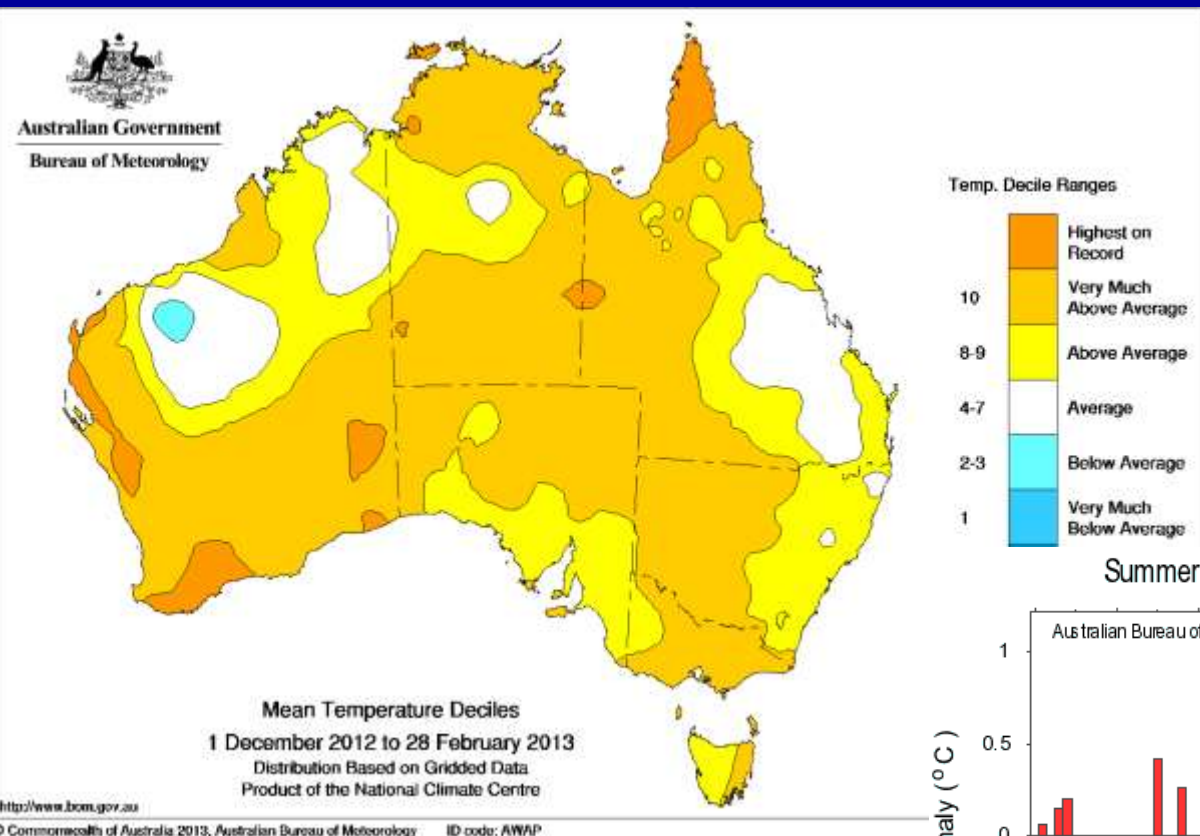 Australian Government
Bureau of Meteorology
Temp. Decile Ranges
Highest on
Record
10
Very Much
Above Average
8-9
Above Average
4-7
Average
2-3
Below Average
1
Very Much
Below Average
Mean Temperature Deciles
1 December 2012 to 28 February 2013
Distribution Based on Gridded Data
Product of the National Climate Centre
http://www.bom.gov.au
© Commonwealth of Australia 2013, Australian Bureau of Meteorology
ID code: AWAP
Summer
Australian Bureau of
1
0.5
0
naly (°C)